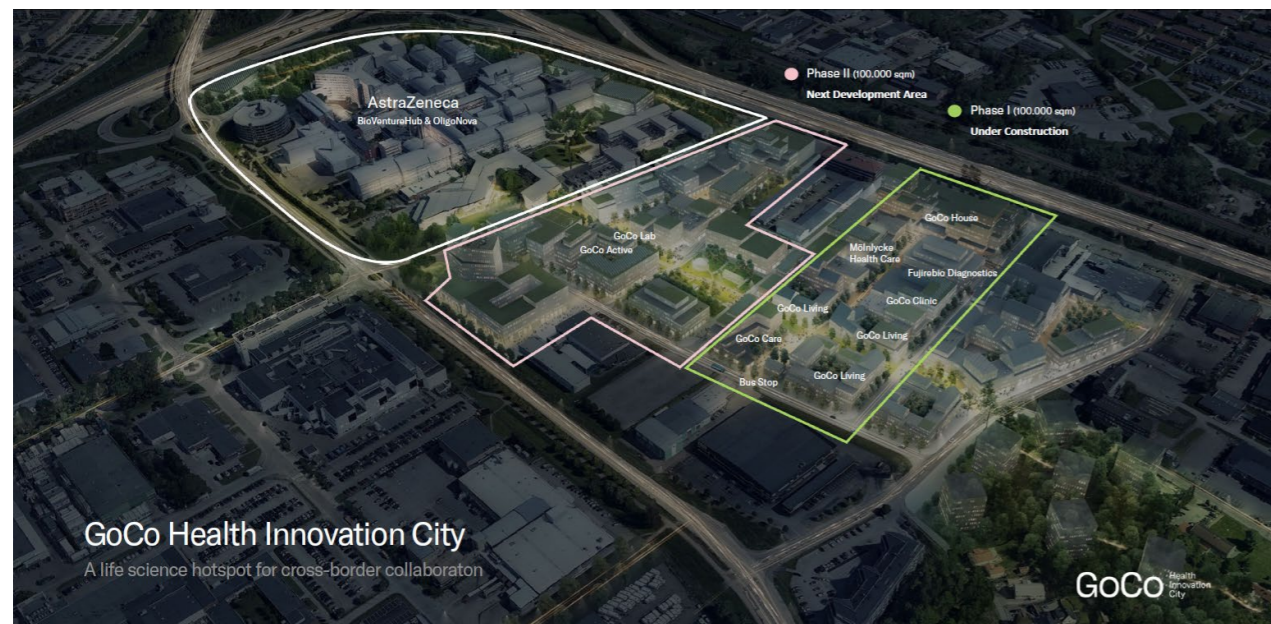 AstraZeneca
BioVentureHub & OligoNova
Phase II (100.000 sqm)
Next Development Area
Phase I (100.000 sqm)
Under Construction
GoCo House
GoCo Lab
GoCo Active
Mölnlycke
Health Care
Fujirebio Diagnostics
GoCo Living
GoCo Clinic
GoCo Care
GoCo Living
Bus Stop
GoCo Living
GoCo Health Innovation City
A life science hotspot for cross-border collaboraton
GoCo Health
Innovation
City